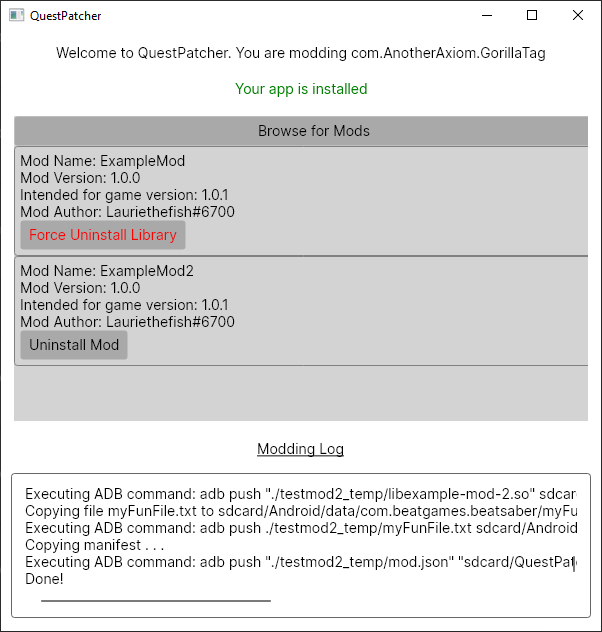 QuestPatcher
Welcome to QuestPatcher. You are modding com.AnotherAxiom.GorillaTag
Your app is installed
Browse for Mods
Mod Name: ExampleMod
Mod Version: 1.0.0
Intended for game version: 1.0.1
Mod Author: Lauriethefish#6700
Force Uninstall Library
Mod Name: ExampleMod2
Mod Version: 1.0.0
Intended for game version: 1.0.1
Mod Author: Lauriethefish#6700
Uninstall Mod
Modding Log
Executing ADB command: adb push "./testmod2_temp/libexample-mod-2.so" sdcar
Copying file myFunFile.txt to sdcard/Android/data/com.beatgames.beatsaber/myFu
Executing ADB command: adb push ./testmod2_temp/myFunFile.txt sdcard/Android
Copying manifest . . .
Executing ADB command: adb push "./testmod2_temp/mod.json" "sdcard/QuestPat
Done!